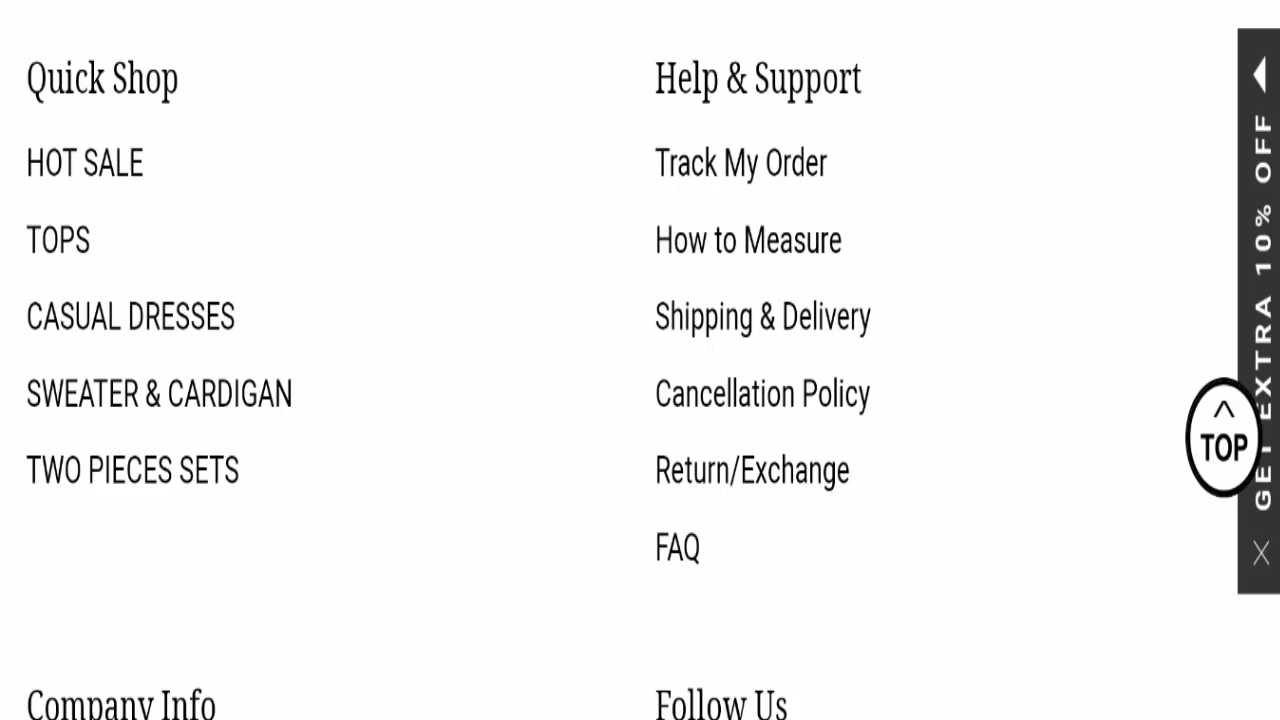 Quick Shop
HOT SALE
TOPS
CASUAL DRESSES
SWEATER & CARDIGAN
TWO PIECES SETS
Help & Support
Track My Order
How to Measure
Shipping & Delivery
Cancellation Policy
Return/Exchange
FAQ
GET EXTRA 10% OFF
TOP
Company Info
Follow Us